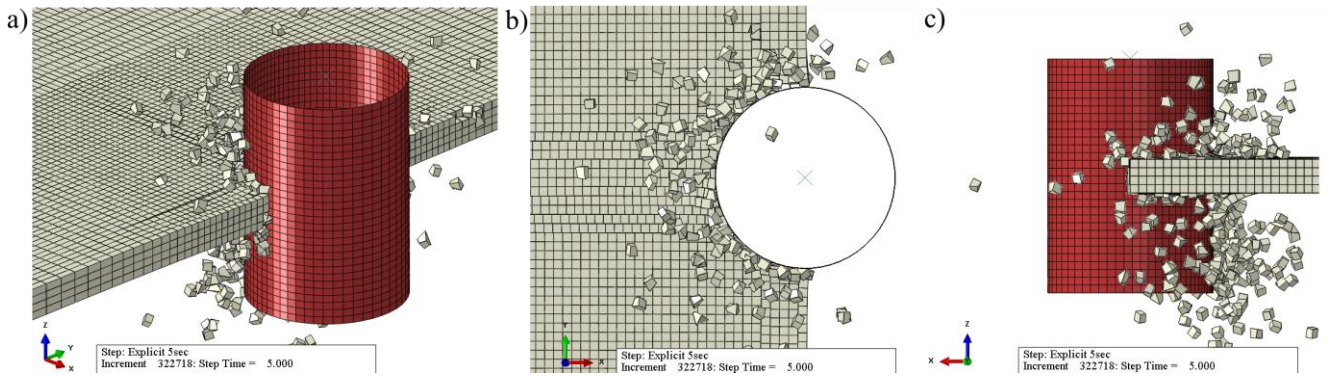 a)
Z
Y
X
Step: Explicit 5sec
Increment 322718: Step Time = 5.000
b)
Y
Z
X
Step: Explicit 5sec
Increment 322718: Step Time = 5.000
c)
Z
X
Step: Explicit 5sec
Increment 322718: Step Time = 5.000